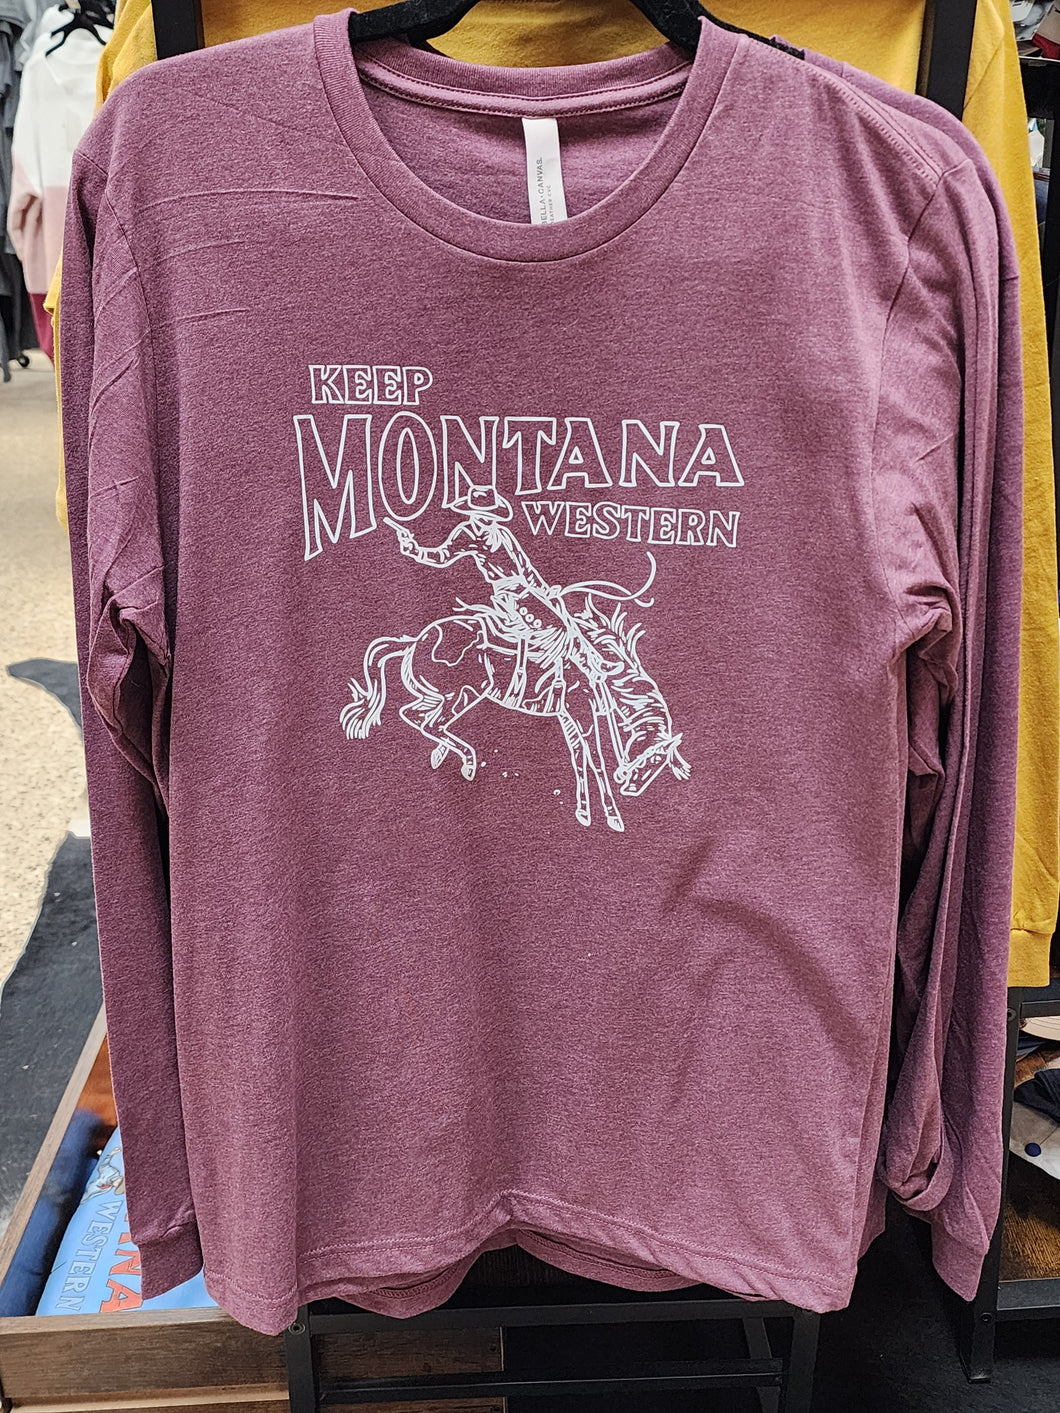 BELLA+CANVAS.
KEEP
MONTANA
WESTERN
WESTERN